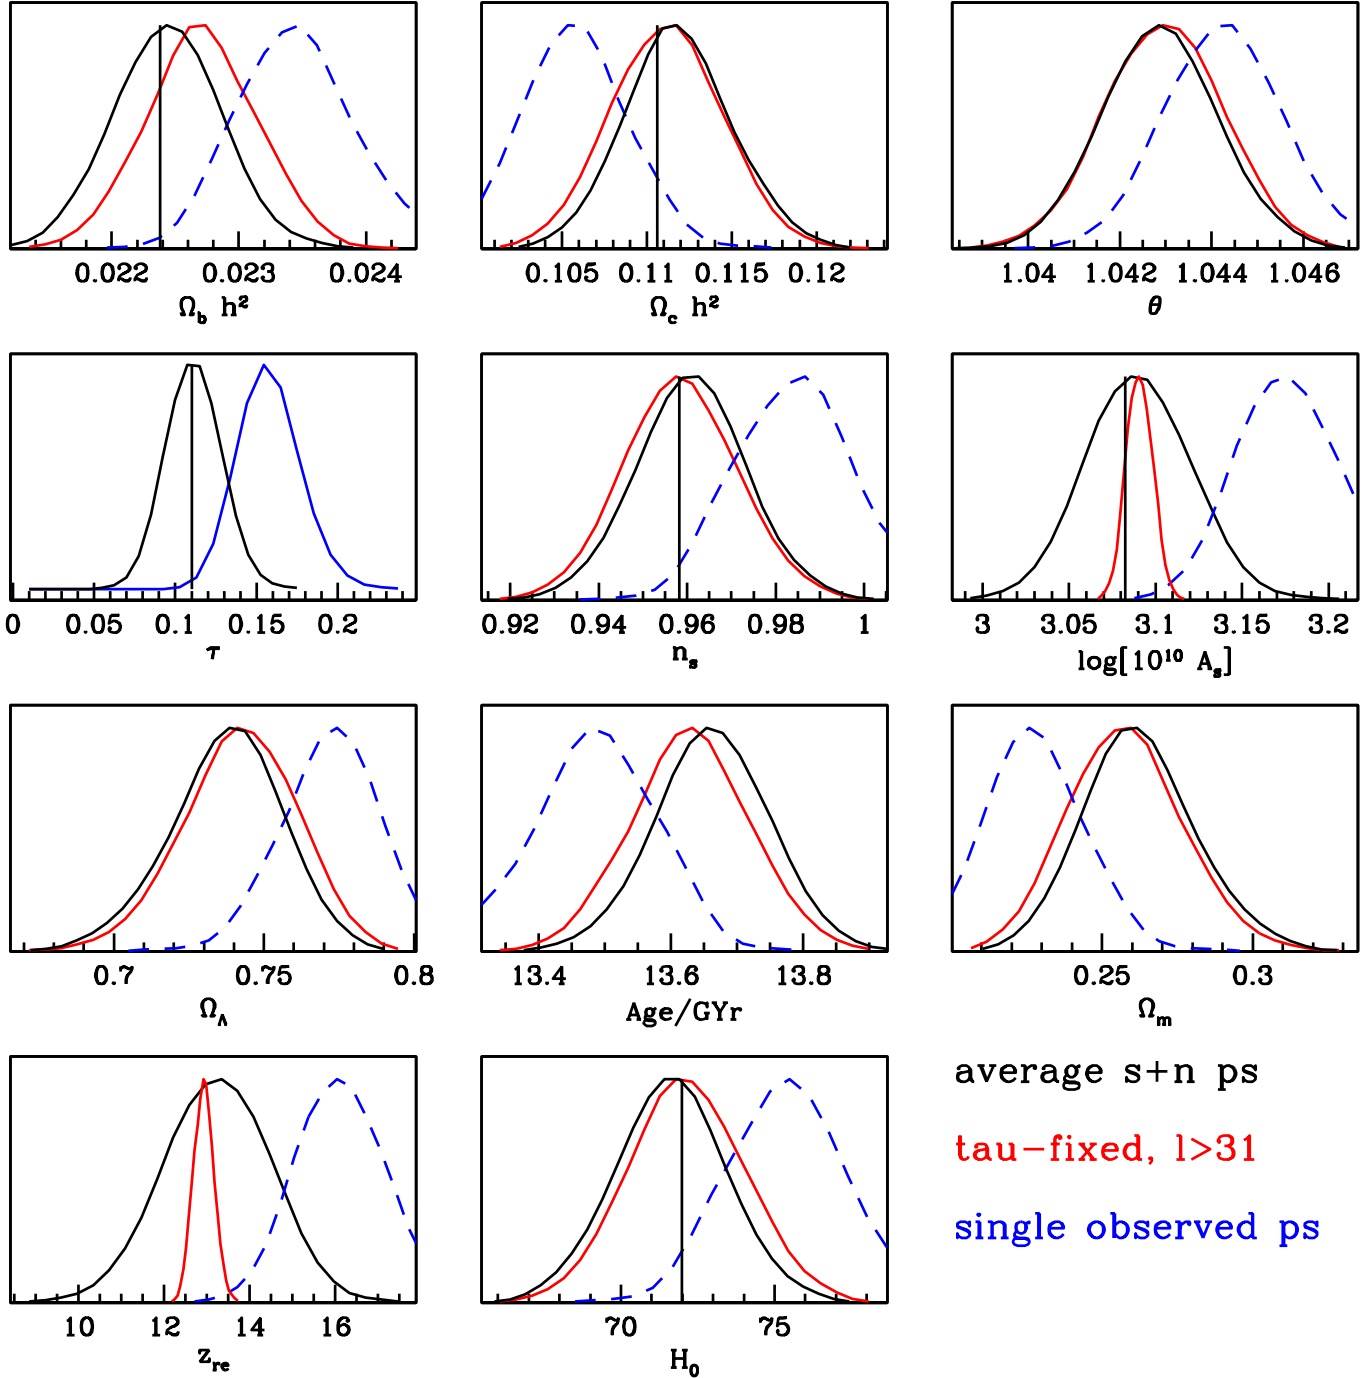 0.022 0.023 0.024
Ω_b h²
0.105 0.11 0.115 0.12
Ω_c h²
1.04 1.042 1.044 1.046
θ
0 0.05 0.1 0.15 0.2
τ
0.92 0.94 0.96 0.98 1
n_s
3 3.05 3.1 3.15 3.2
log[10¹⁰ A_s]
0.7 0.75 0.8
Ω_Λ
13.4 13.6 13.8
Age/GYr
0.25 0.3
Ω_m
average s+n ps
tau-fixed, l>31
single observed ps
10 12 14 16
z_re
70 75
H_0